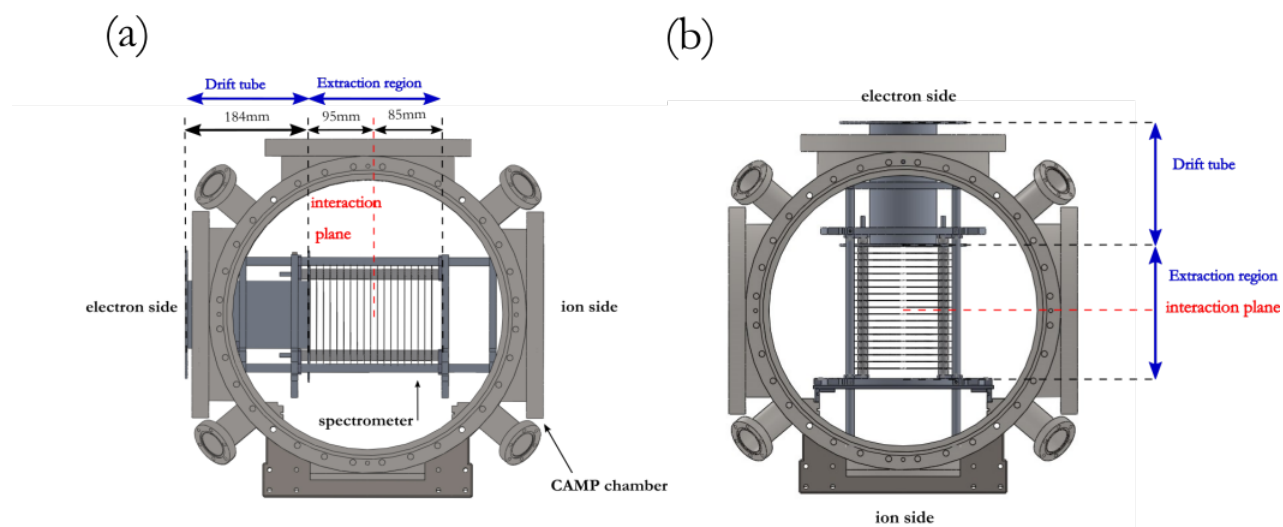 (a)
Drift tube
Extraction region
184mm
95mm
85mm
interaction
plane
electron side
ion side
spectrometer
CAMP chamber
(b)
electron side
Drift tube
Extraction region
interaction plane
ion side